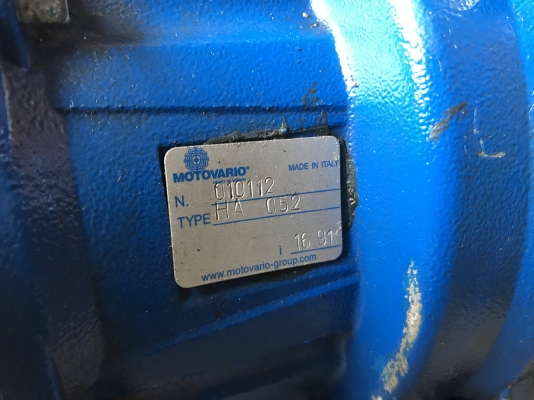 MOTOVARIO®
MADE IN ITALY
N. 010112
TYPE HA 052
i 16.91
www.motovario-group.com